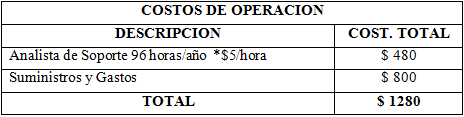 COSTOS DE OPERACION
DESCRIPCION COST. TOTAL
Analista de Soporte 96 horas/año *$5/hora $ 480
Suministros y Gastos $ 800
TOTAL $ 1280